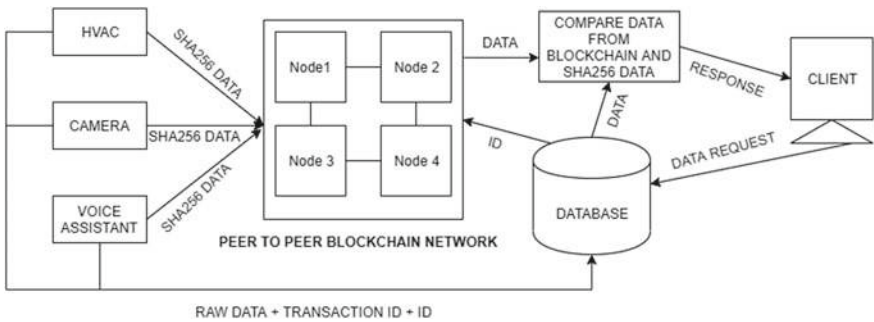 HVAC
CAMERA
VOICE
ASSISTANT
SHA256 DATA
SHA256 DATA
SHA256 DATA
Node1
Node 2
Node 3
Node 4
PEER TO PEER BLOCKCHAIN NETWORK
DATA
COMPARE DATA
FROM
BLOCKCHAIN AND
SHA256 DATA
RESPONSE
CLIENT
ID
DATA
DATA REQUEST
DATABASE
RAW DATA + TRANSACTION ID + ID